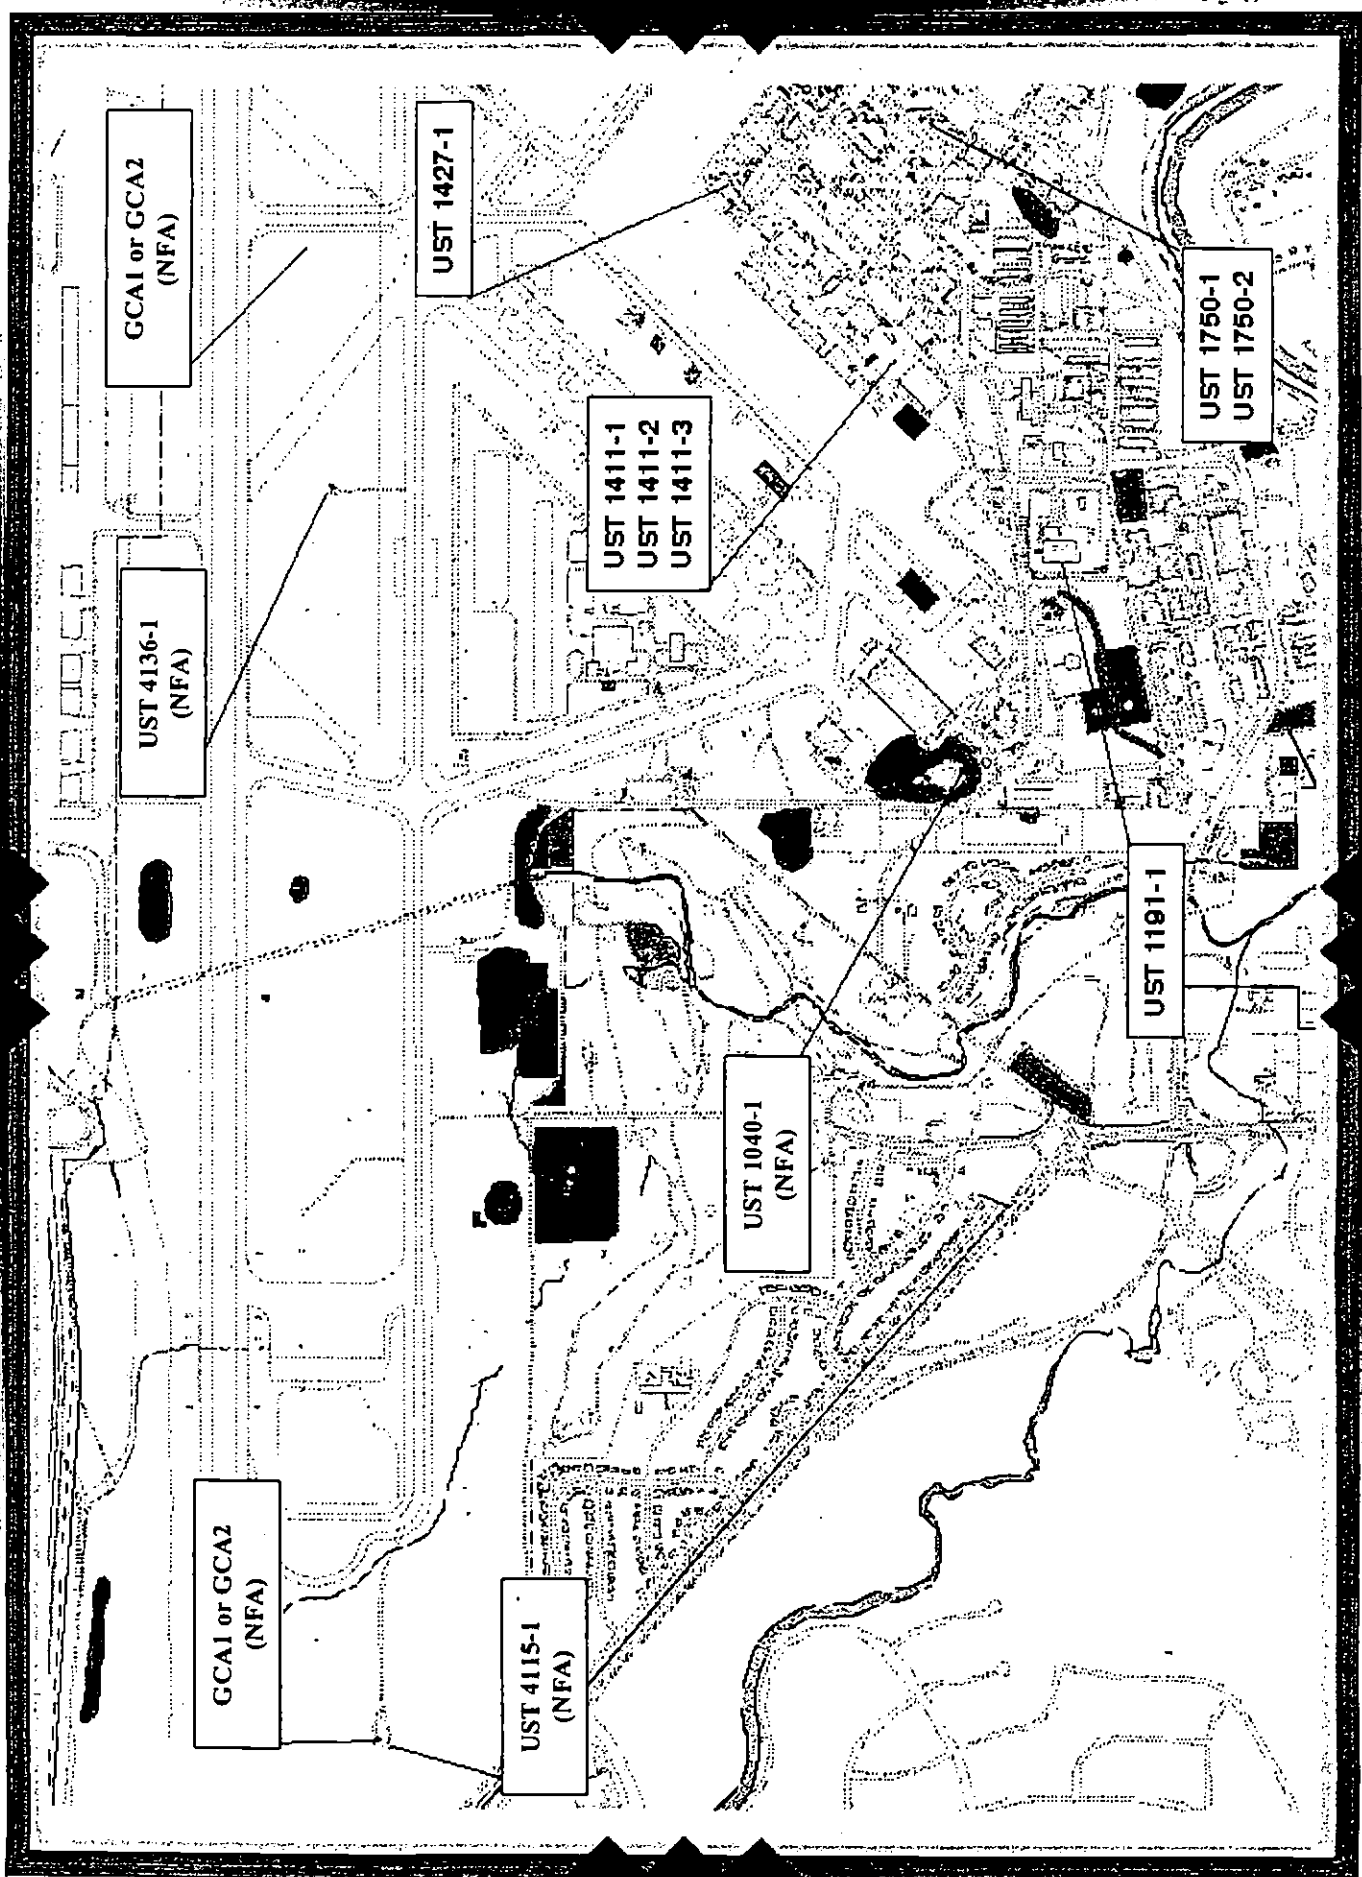 GCA1 or GCA2
(NFA)
UST 4115-1
(NFA)
UST 1040-1
(NFA)
UST 1191-1
UST 4136-1
(NFA)
UST 1411-1
UST 1411-2
UST 1411-3
GCA1 or GCA2
(NFA)
UST 1427-1
UST 1750-1
UST 1750-2